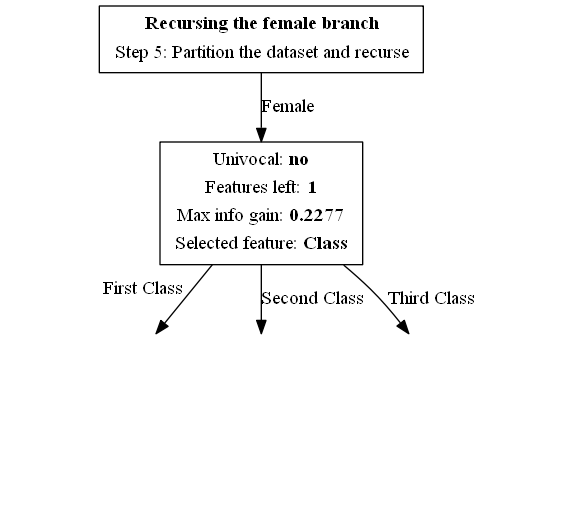 Recursing the female branch
Step 5: Partition the dataset and recurse
Female
Univocal: no
Features left: 1
Max info gain: 0.2277
Selected feature: Class
First Class
Second Class
Third Class